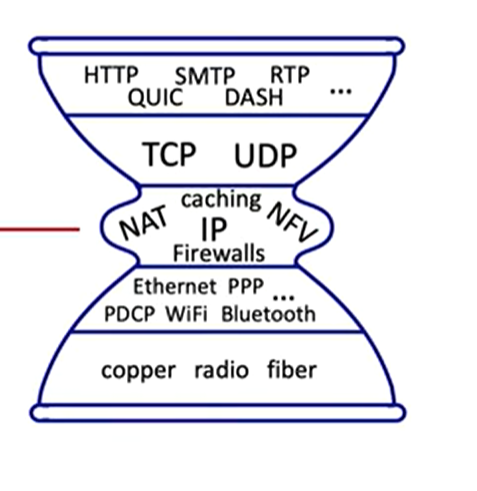 HTTP SMTP RTP
QUIC DASH ...
TCP UDP
caching
NAT IP NFV
Firewalls
Ethernet PPP ...
PDCP WiFi Bluetooth
copper radio fiber